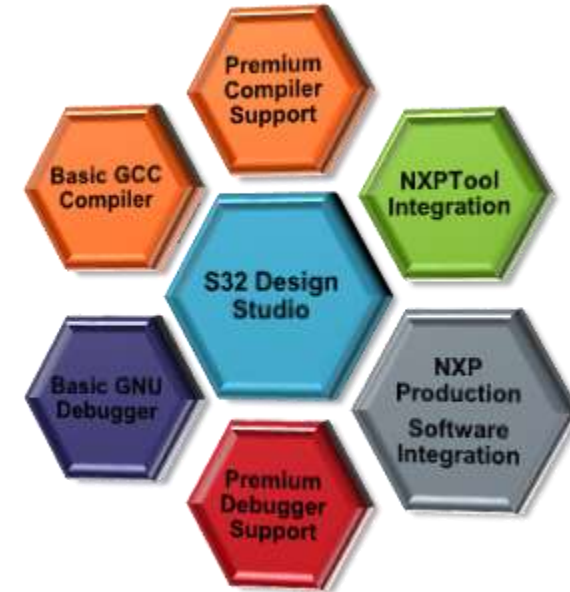 Premium
Compiler
Support
Basic GCC
Compiler
NXPTool
Integration
S32 Design
Studio
Basic GNU
Debugger
NXP
Production
Software
Integration
Premium
Debugger
Support